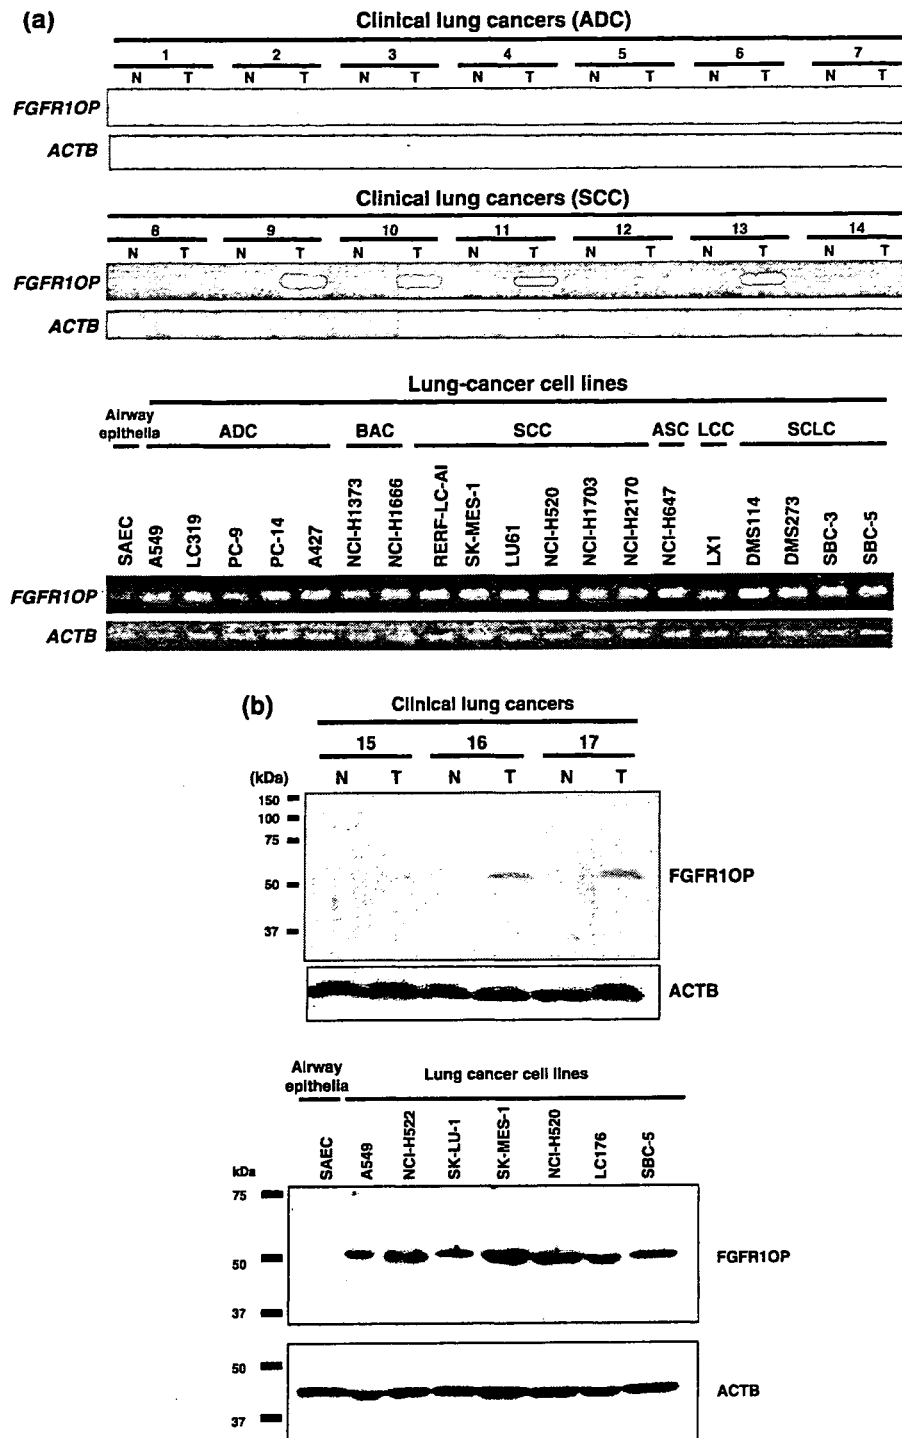 (a)
Clinical lung cancers (ADC)
1 2 3 4 5 6 7
N T N T N T N T N T N T N T
FGFR1OP
ACTB
Clinical lung cancers (SCC)
8 9 10 11 12 13 14
N T N T N T N T N T N T N T
FGFR1OP
ACTB
Lung-cancer cell lines
Airway epithelia ADC BAC SCC ASC LCC SCLC
SAEC A549 LC319 PC-9 PC-14 A427 NCI-H1373 NCI-H1666 RERF-LC-AI SK-MES-1 LU61 NCI-H520 NCI-H1703 NCI-H2170 NCI-H647 LX1 DMS114 DMS273 SBC-3 SBC-5
FGFR1OP
ACTB
(b)
Clinical lung cancers
15 16 17
(kDa) N T N T N T
150
100
75
50
37
FGFR1OP
ACTB
Airway epithelia Lung cancer cell lines
SAEC A549 NCI-H522 SK-LU-1 SK-MES-1 NCI-H520 LC176 SBC-5
kDa
75
50
37
FGFR1OP
50
37
ACTB